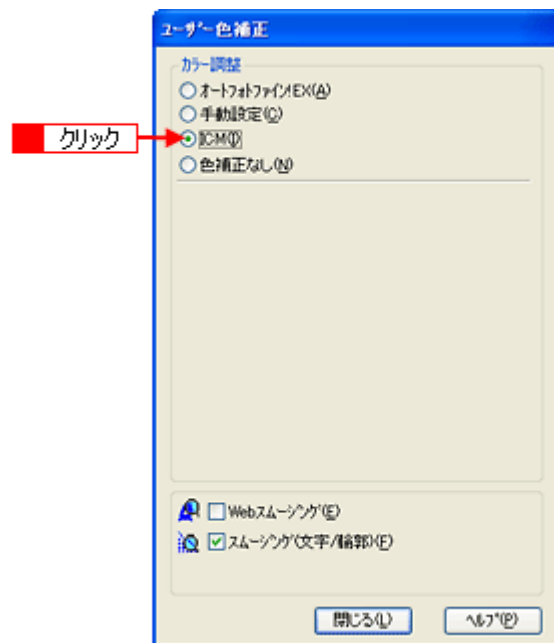 ユーザー色補正
カラー調整
オートフォトファイン!EX(A)
手動設定(C)
クリック
ICM(I)
色補正なし(N)
Webスムージング(E)
スムージング(文字/輪郭)(F)
閉じる(L)
ヘルプ(P)